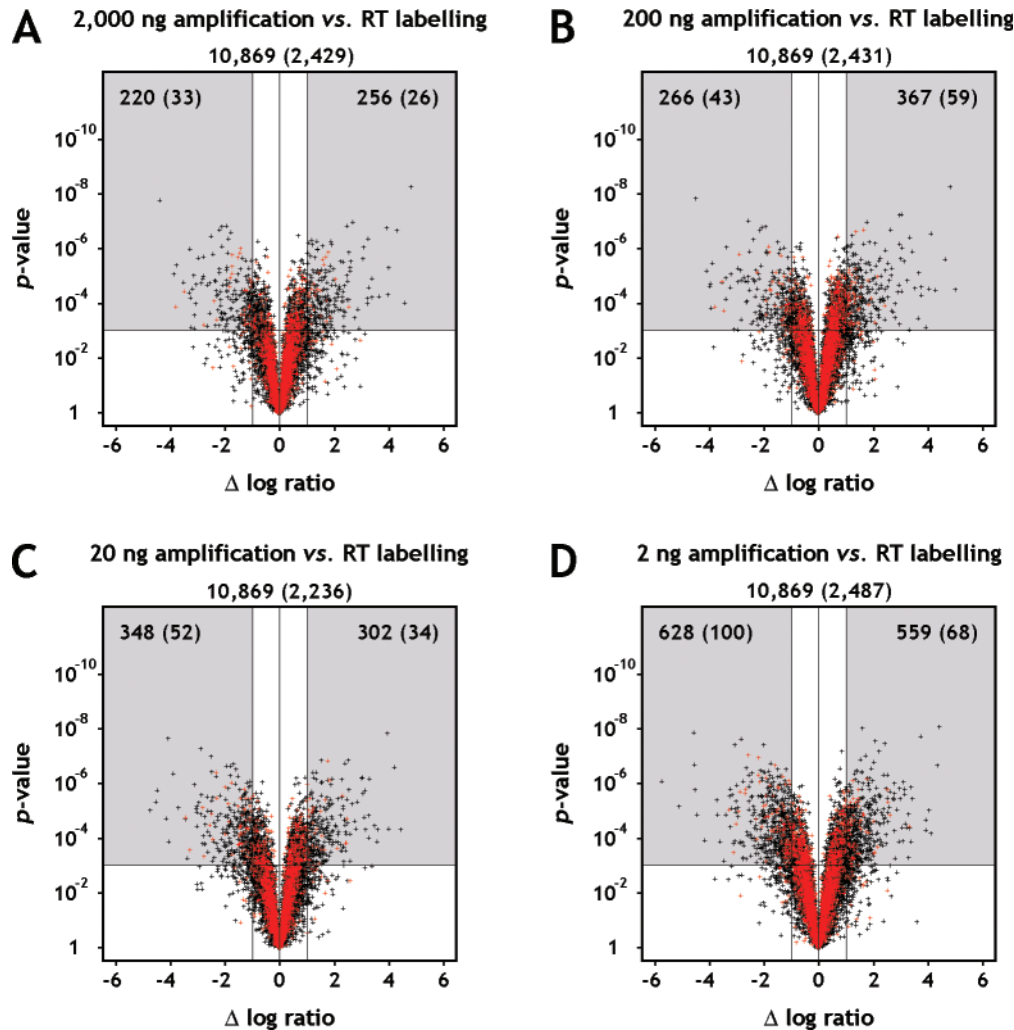 A
2,000 ng amplification vs. RT labelling
10,869 (2,429)
220 (33)
256 (26)
10-10
10-8
10-6
10-4
10-2
1
p-value
-6 -4 -2 0 2 4 6
Δ log ratio
B
200 ng amplification vs. RT labelling
10,869 (2,431)
266 (43)
367 (59)
10-10
10-8
10-6
10-4
10-2
1
p-value
-6 -4 -2 0 2 4 6
Δ log ratio
C
20 ng amplification vs. RT labelling
10,869 (2,236)
348 (52)
302 (34)
10-10
10-8
10-6
10-4
10-2
1
p-value
-6 -4 -2 0 2 4 6
Δ log ratio
D
2 ng amplification vs. RT labelling
10,869 (2,487)
628 (100)
559 (68)
10-10
10-8
10-6
10-4
10-2
1
p-value
-6 -4 -2 0 2 4 6
Δ log ratio